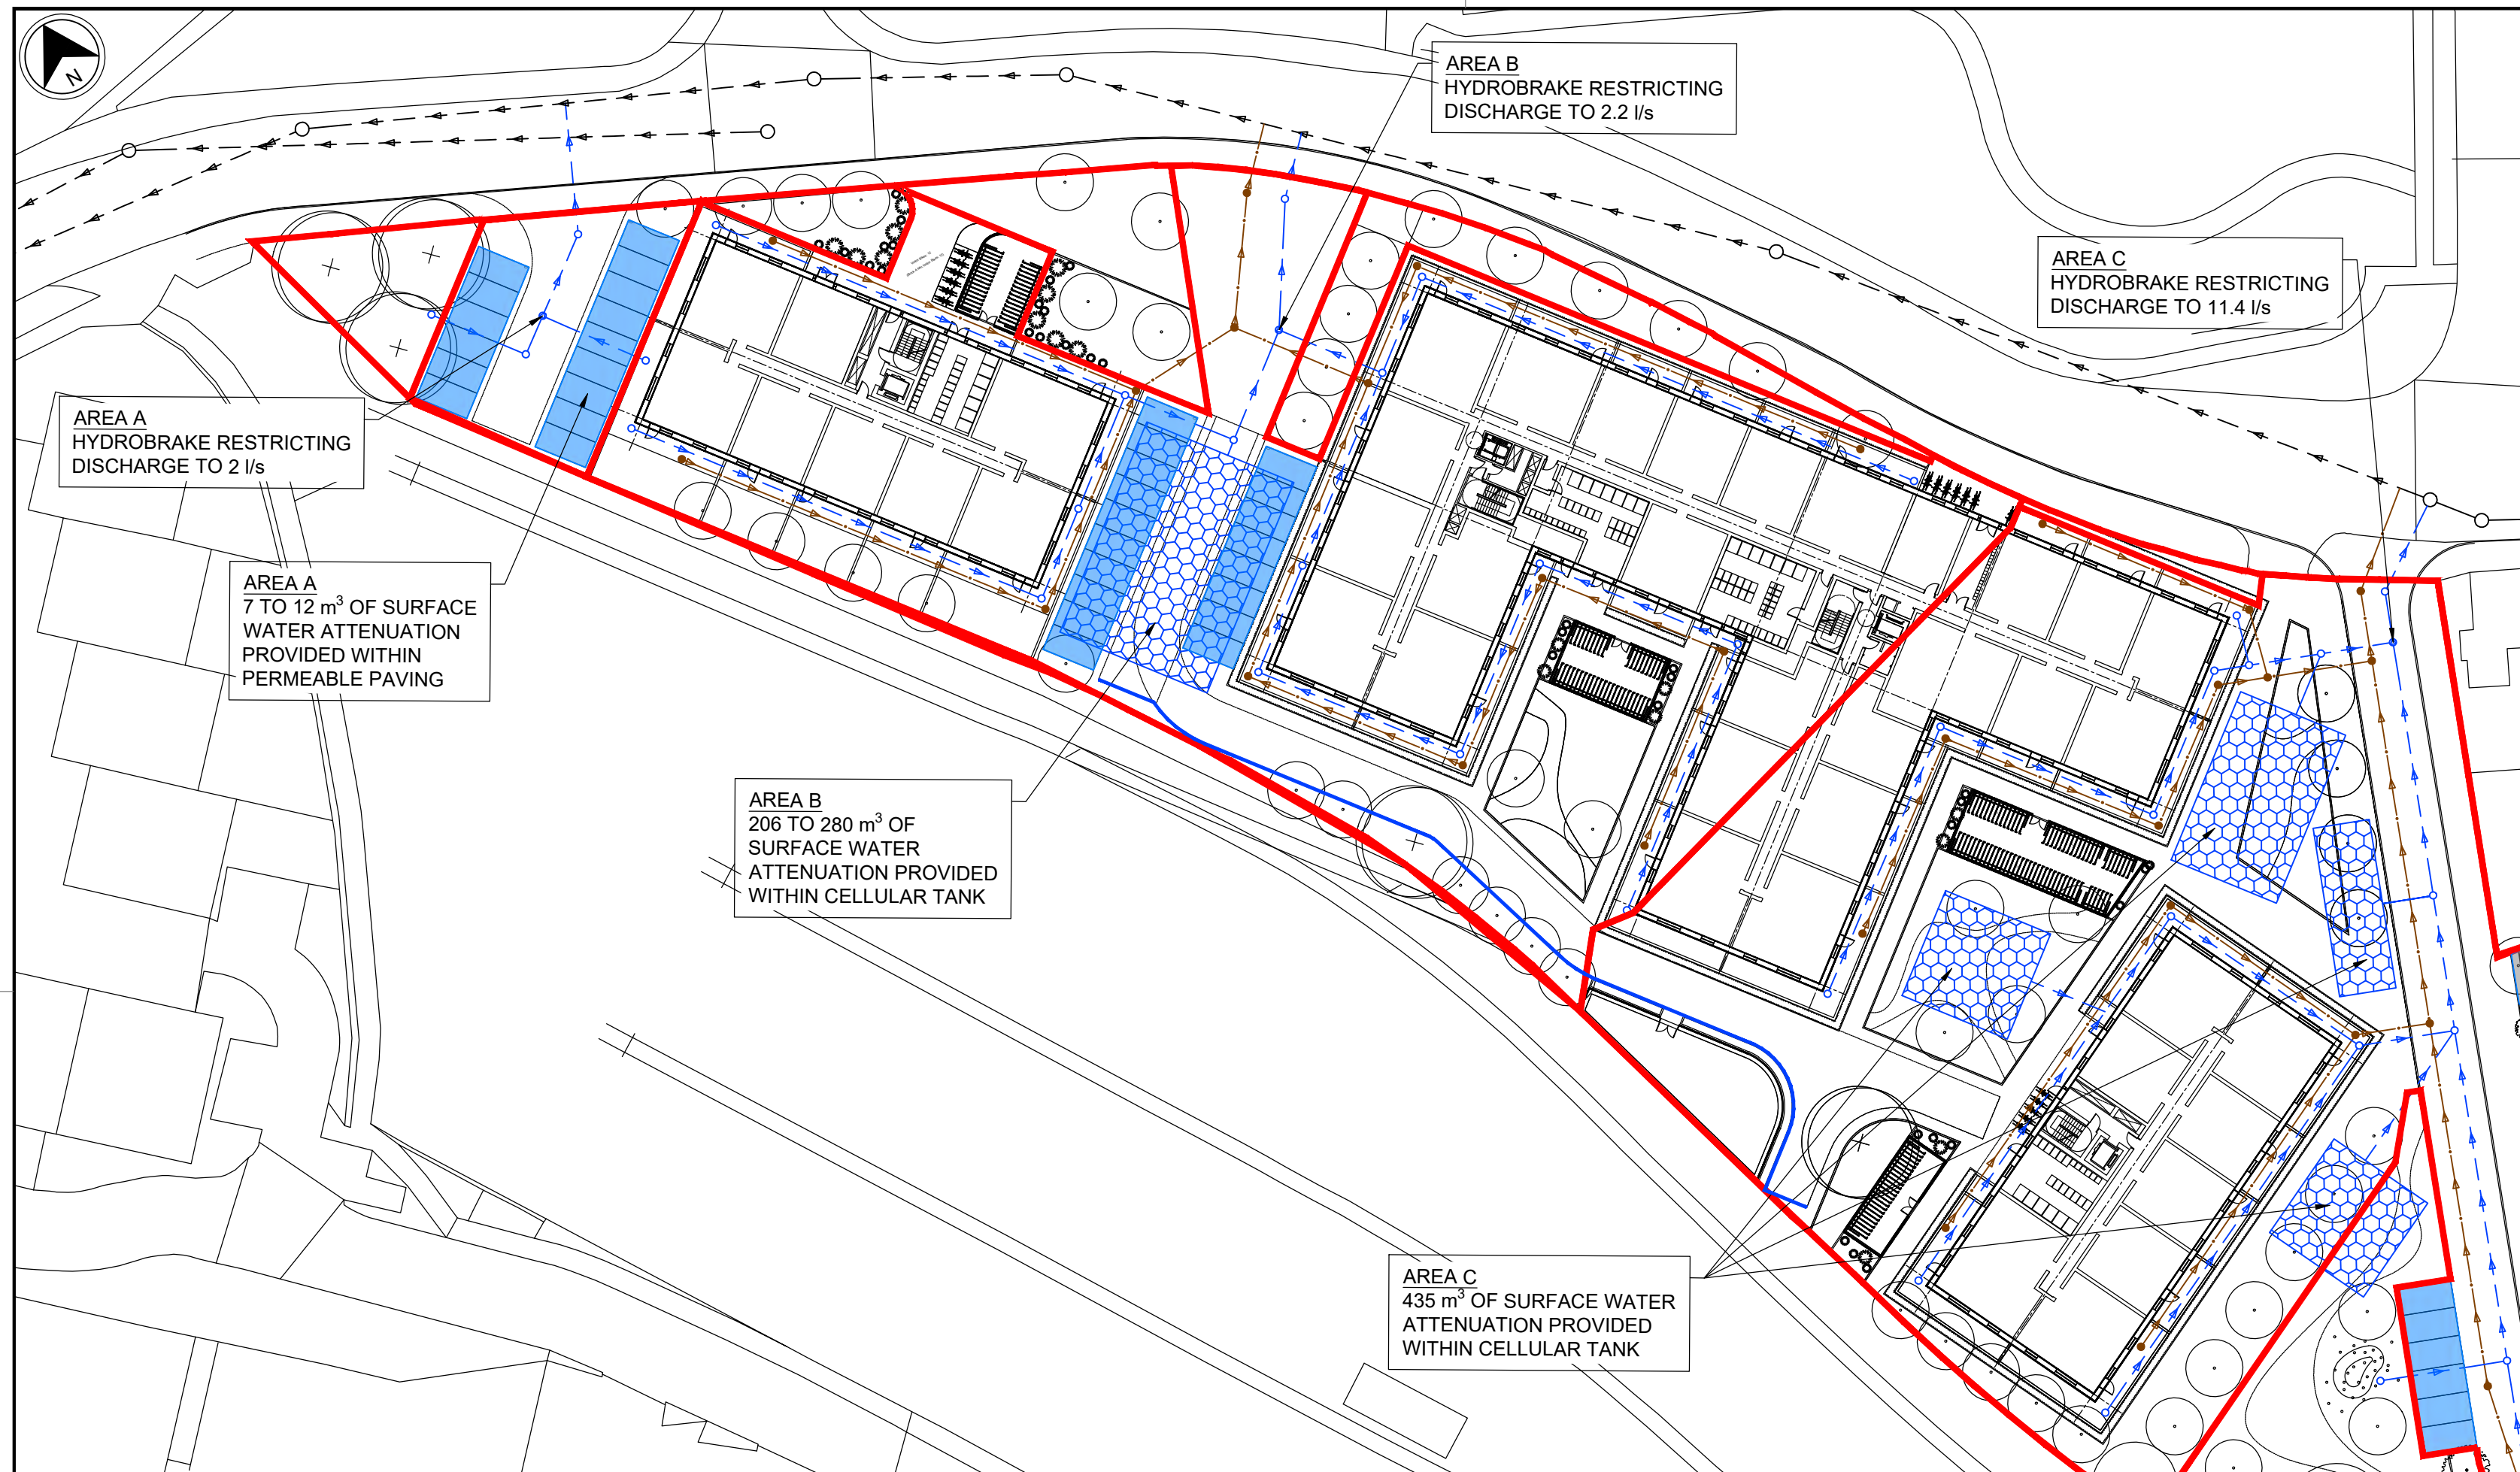 N
AREA B
HYDROBRAKE RESTRICTING
DISCHARGE TO 2.2 l/s
AREA C
HYDROBRAKE RESTRICTING
DISCHARGE TO 11.4 l/s
AREA A
HYDROBRAKE RESTRICTING
DISCHARGE TO 2 l/s
AREA A
7 TO 12 m³ OF SURFACE
WATER ATTENUATION
PROVIDED WITHIN
PERMEABLE PAVING
AREA B
206 TO 280 m³ OF
SURFACE WATER
ATTENUATION PROVIDED
WITHIN CELLULAR TANK
AREA C
435 m³ OF SURFACE WATER
ATTENUATION PROVIDED
WITHIN CELLULAR TANK